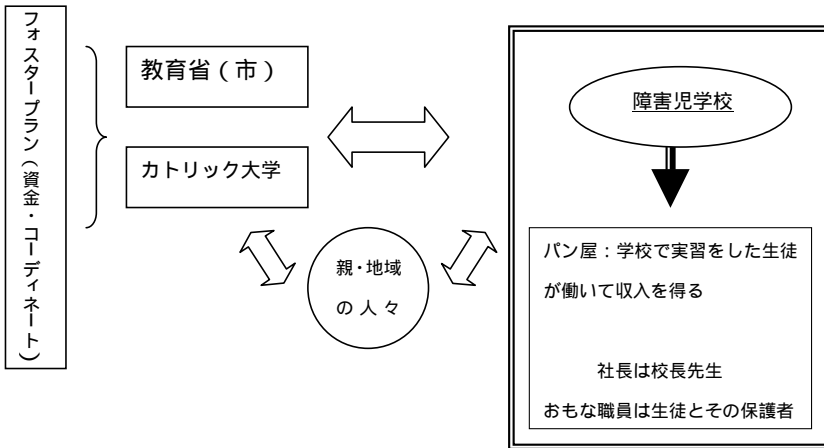 フォスタープラン(資金・コーディネート)
教育省(市)
カトリック大学
親・地域
の人々
障害児学校
パン屋:学校で実習をした生徒
が働いて収入を得る
社長は校長先生
おもな職員は生徒とその保護者